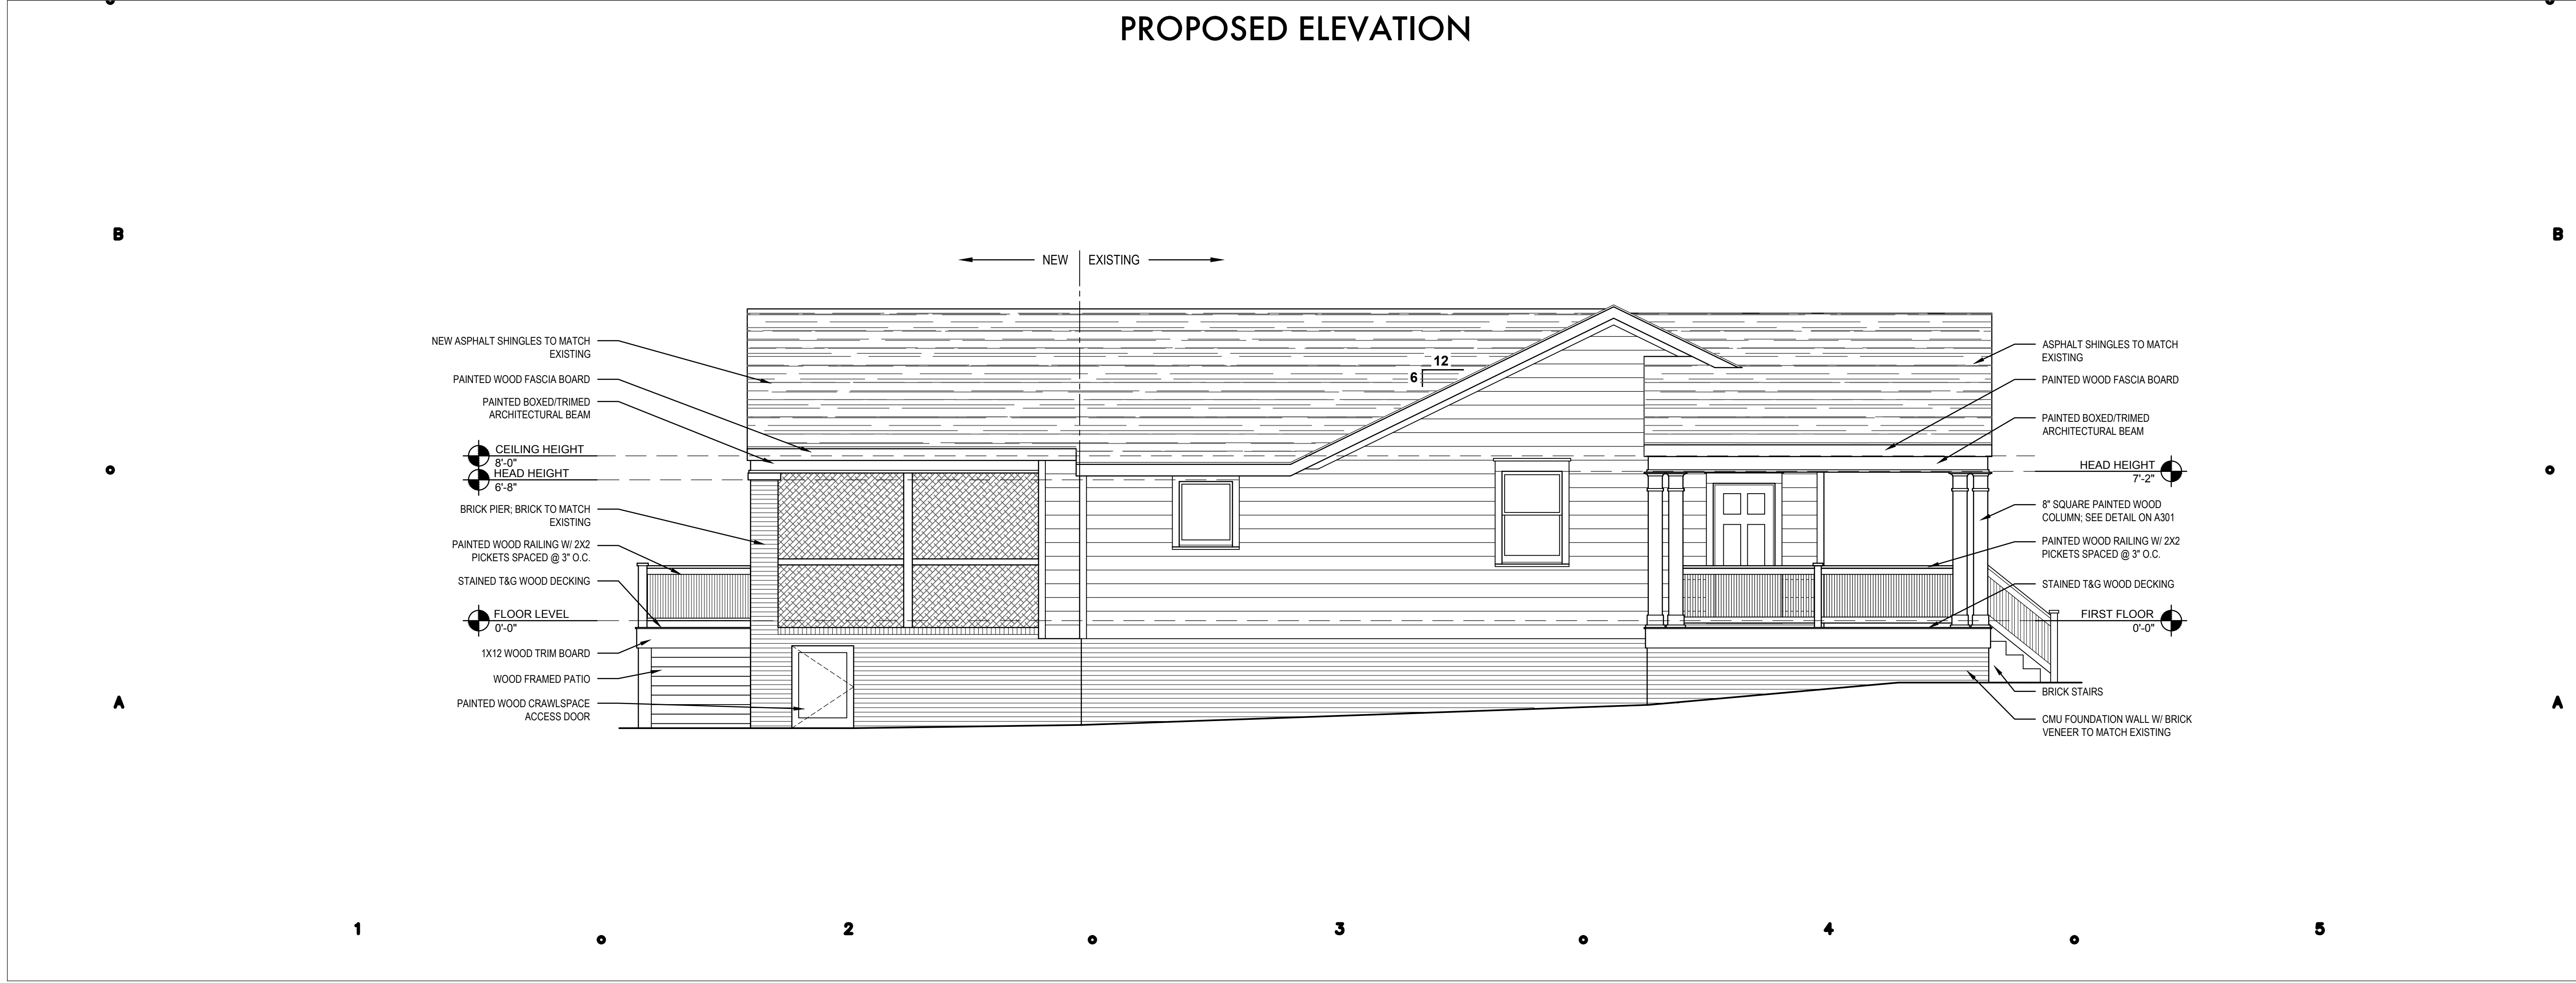 PROPOSED ELEVATION
B
B
NEW
EXISTING
NEW ASPHALT SHINGLES TO MATCH
EXISTING
PAINTED WOOD FASCIA BOARD
PAINTED BOXED/TRIMED
ARCHITECTURAL BEAM
CEILING HEIGHT
8'-0"
HEAD HEIGHT
6'-8"
BRICK PIER; BRICK TO MATCH
EXISTING
PAINTED WOOD RAILING W/ 2X2
PICKETS SPACED @ 3" O.C.
STAINED T&G WOOD DECKING
FLOOR LEVEL
0'-0"
1X12 WOOD TRIM BOARD
WOOD FRAMED PATIO
PAINTED WOOD CRAWLSPACE
ACCESS DOOR
12
6
ASPHALT SHINGLES TO MATCH
EXISTING
PAINTED WOOD FASCIA BOARD
PAINTED BOXED/TRIMED
ARCHITECTURAL BEAM
HEAD HEIGHT
7'-2"
8" SQUARE PAINTED WOOD
COLUMN; SEE DETAIL ON A301
PAINTED WOOD RAILING W/ 2X2
PICKETS SPACED @ 3" O.C.
STAINED T&G WOOD DECKING
FIRST FLOOR
0'-0"
BRICK STAIRS
CMU FOUNDATION WALL W/ BRICK
VENEER TO MATCH EXISTING
A
A
1
2
3
4
5